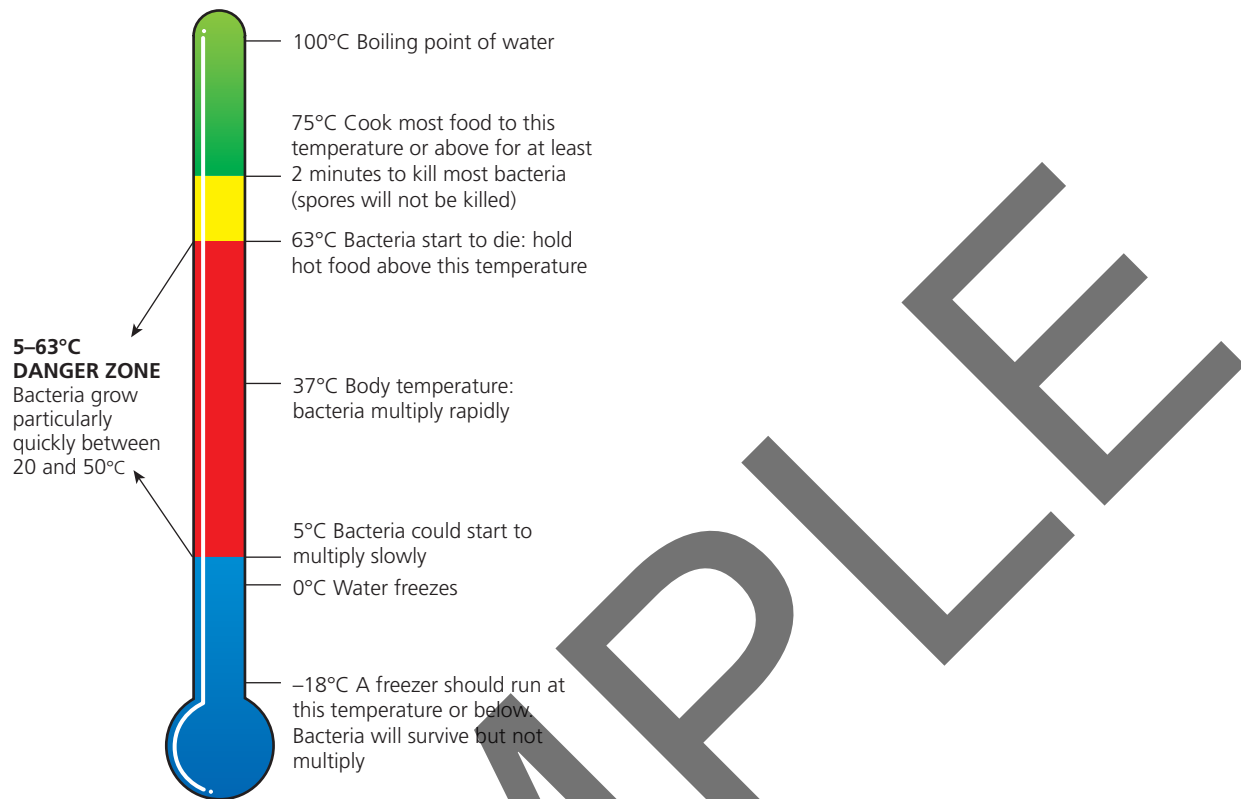 100°C Boiling point of water
75°C Cook most food to this
temperature or above for at least
2 minutes to kill most bacteria
(spores will not be killed)
63°C Bacteria start to die: hold
hot food above this temperature
5–63°C
DANGER ZONE
Bacteria grow
particularly
quickly between
20 and 50°C
37°C Body temperature:
bacteria multiply rapidly
5°C Bacteria could start to
multiply slowly
0°C Water freezes
–18°C A freezer should run at
this temperature or below.
Bacteria will survive but not
multiply
MPLE